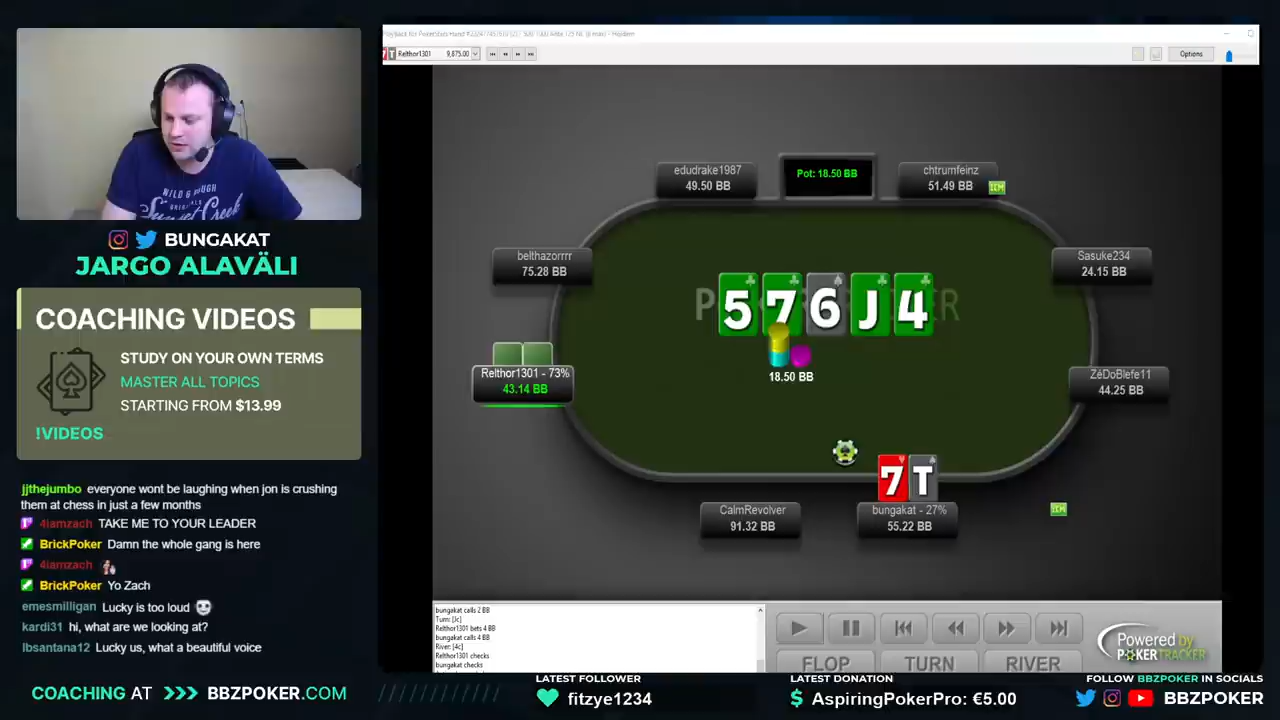 BUNGAKAT
JARGO ALAVÄLI
COACHING VIDEOS
STUDY ON YOUR OWN TERMS
MASTER ALL TOPICS
STARTING FROM $13.99
!VIDEOS
jjthejumbo everyone wont be laughing when jon is crushing
them at chess in just a few months
4iamzach TAKE ME TO YOUR LEADER
BrickPoker Damn the whole gang is here
4iamzach
BrickPoker Yo Zach
emesmilligan Lucky is too loud
kardi31 hi, what are we looking at?
lbsantana12 Lucky us, what a beautiful voice
COACHING AT >>> BBZPOKER.COM
Relthor1301 9,875.00
Options
edudrake1987
49.50 BB
Pot: 18.50 BB
chtrumfeinz
51.49 BB
ICM
belthazorrrr
75.28 BB
Sasuke234
24.15 BB
5 7 6 J 4
18.50 BB
Relthor1301 - 73%
43.14 BB
ZéDoBlefe11
44.25 BB
7 T
CalmRevolver
91.32 BB
bungakat - 27%
55.22 BB
ICM
bungakat calls 2 BB
Turn: [Jc]
Relthor1301 bets 4 BB
bungakat calls 4 BB
River: [4c]
Relthor1301 checks
bungakat checks
FLOP TURN RIVER
Powered by
POKERTRACKER
LATEST FOLLOWER
fitzye1234
LATEST DONATION
AspiringPokerPro: €5.00
FOLLOW BBZPOKER IN SOCIALS
BBZPOKER